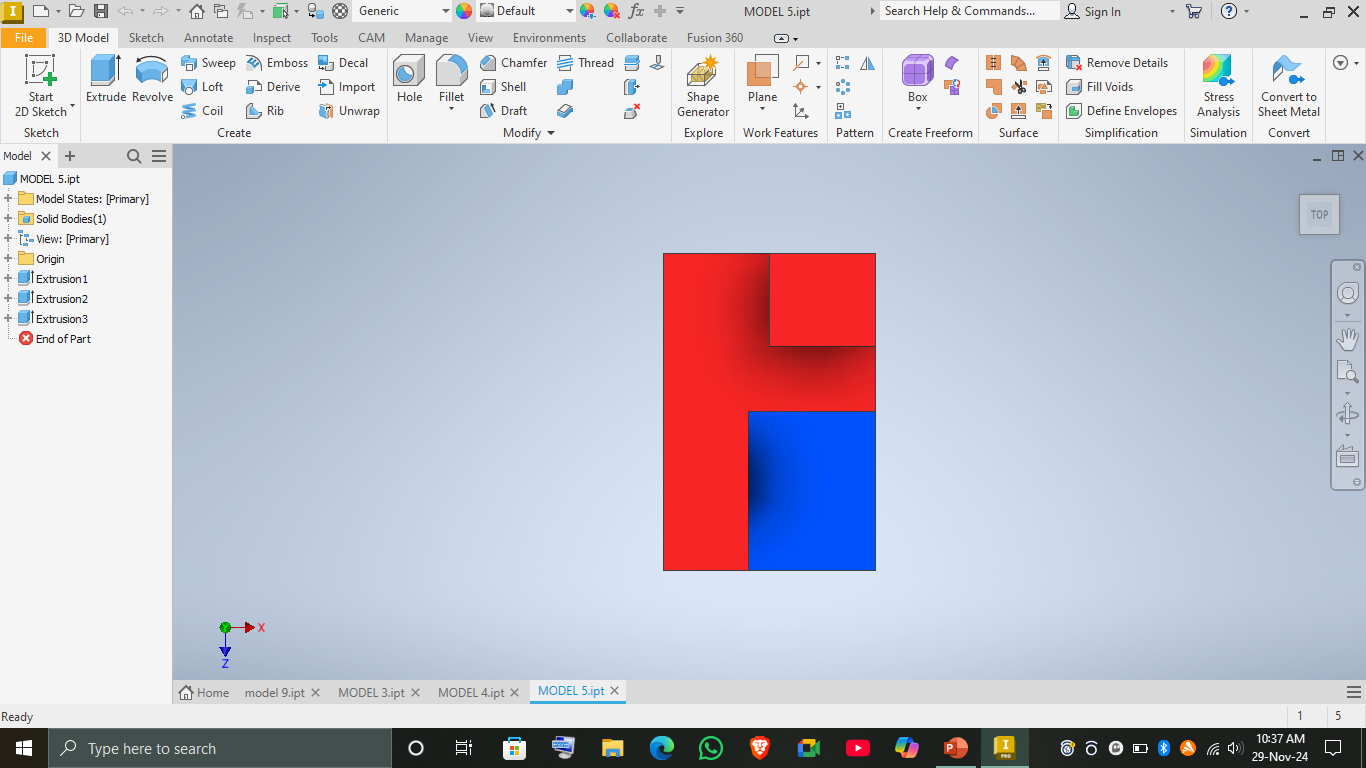 Generic
Default
fx
MODEL 5.ipt
Search Help & Commands...
Sign In
File
3D Model
Sketch
Annotate
Inspect
Tools
CAM
Manage
View
Environments
Collaborate
Fusion 360
Start
2D Sketch
Sketch
Extrude
Revolve
Sweep
Emboss
Decal
Loft
Derive
Import
Coil
Rib
Unwrap
Create
Hole
Fillet
Chamfer
Thread
Shell
Draft
Modify
Shape
Generator
Explore
Plane
Work Features
Pattern
Box
Create Freeform
Surface
Remove Details
Fill Voids
Define Envelopes
Simplification
Stress
Analysis
Simulation
Convert to
Sheet Metal
Convert
Model
MODEL 5.ipt
Model States: [Primary]
Solid Bodies(1)
View: [Primary]
Origin
Extrusion1
Extrusion2
Extrusion3
End of Part
TOP
X
Z
Home
model 9.ipt
MODEL 3.ipt
MODEL 4.ipt
MODEL 5.ipt
Ready
1
5
Type here to search
10:37 AM
29-Nov-24